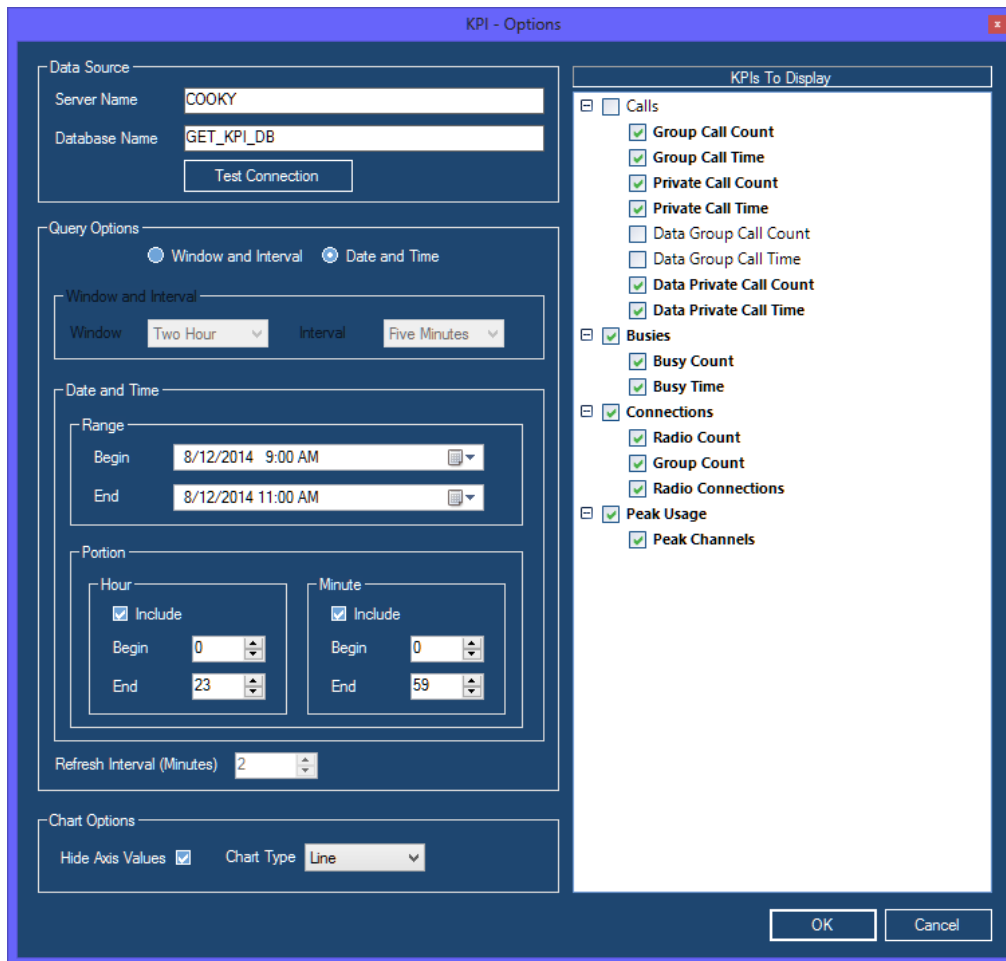 KPI - Options
x
Data Source
Server Name COOKY
Database Name GET_KPI_DB
Test Connection
Query Options
Window and Interval Date and Time
Window and Interval
Window Two Hour Interval Five Minutes
Date and Time
Range
Begin 8/12/2014 9:00 AM
End 8/12/2014 11:00 AM
Portion
Hour Minute
Include Include
Begin 0 Begin 0
End 23 End 59
Refresh Interval (Minutes) 2
Chart Options
Hide Axis Values Chart Type Line
KPIs To Display
Calls
Group Call Count
Group Call Time
Private Call Count
Private Call Time
Data Group Call Count
Data Group Call Time
Data Private Call Count
Data Private Call Time
Busies
Busy Count
Busy Time
Connections
Radio Count
Group Count
Radio Connections
Peak Usage
Peak Channels
OK Cancel